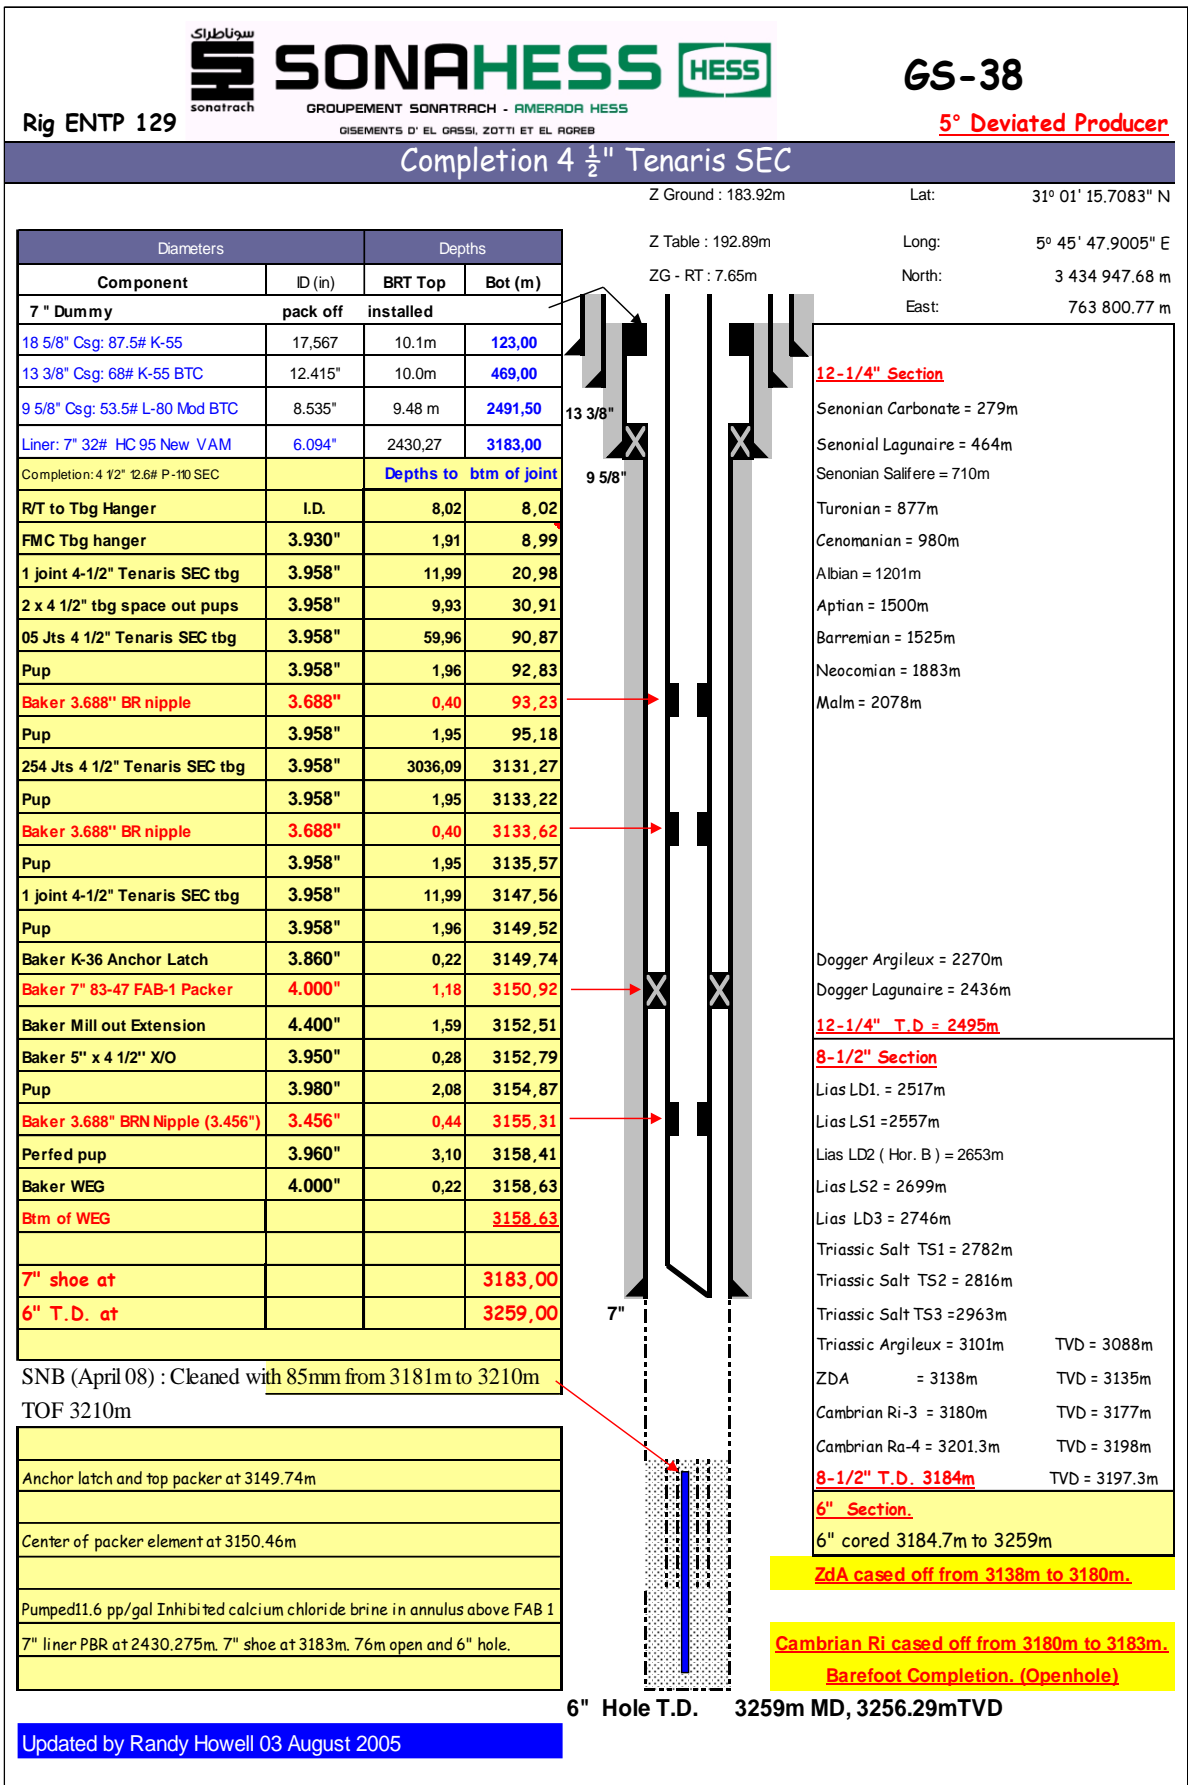 سوناطراك
sonatrach
SONAHESS
HESS
GROUPEMENT SONATRACH - AMERADA HESS
GISEMENTS D' EL GASSI, ZOTTI ET EL AGREB
Rig ENTP 129
GS-38
5° Deviated Producer
Completion 4 ½" Tenaris SEC
Z Ground : 183.92m
Lat: 31º 01' 15.7083" N
Z Table : 192.89m
Long: 5º 45' 47.9005" E
ZG - RT : 7.65m
North: 3 434 947.68 m
East: 763 800.77 m
Diameters Depths
Component ID (in) BRT Top Bot (m)
7 " Dummy pack off installed
18 5/8" Csg: 87.5# K-55 17,567 10.1m 123,00
13 3/8" Csg: 68# K-55 BTC 12.415" 10.0m 469,00
9 5/8" Csg: 53.5# L-80 Mod BTC 8.535" 9.48 m 2491,50
Liner: 7" 32# HC 95 New VAM 6.094" 2430,27 3183,00
Completion: 4 1/2" 12.6# P-110 SEC Depths to btm of joint
R/T to Tbg Hanger I.D. 8,02 8,02
FMC Tbg hanger 3.930" 1,91 8,99
1 joint 4-1/2" Tenaris SEC tbg 3.958" 11,99 20,98
2 x 4 1/2" tbg space out pups 3.958" 9,93 30,91
05 Jts 4 1/2" Tenaris SEC tbg 3.958" 59,96 90,87
Pup 3.958" 1,96 92,83
Baker 3.688" BR nipple 3.688" 0,40 93,23
Pup 3.958" 1,95 95,18
254 Jts 4 1/2" Tenaris SEC tbg 3.958" 3036,09 3131,27
Pup 3.958" 1,95 3133,22
Baker 3.688" BR nipple 3.688" 0,40 3133,62
Pup 3.958" 1,95 3135,57
1 joint 4-1/2" Tenaris SEC tbg 3.958" 11,99 3147,56
Pup 3.958" 1,96 3149,52
Baker K-36 Anchor Latch 3.860" 0,22 3149,74
Baker 7" 83-47 FAB-1 Packer 4.000" 1,18 3150,92
Baker Mill out Extension 4.400" 1,59 3152,51
Baker 5" x 4 1/2" X/O 3.950" 0,28 3152,79
Pup 3.980" 2,08 3154,87
Baker 3.688" BRN Nipple (3.456") 3.456" 0,44 3155,31
Perfed pup 3.960" 3,10 3158,41
Baker WEG 4.000" 0,22 3158,63
Btm of WEG 3158,63
7" shoe at 3183,00
6" T.D. at 3259,00
SNB (April 08) : Cleaned with 85mm from 3181m to 3210m
TOF 3210m
Anchor latch and top packer at 3149.74m
Center of packer element at 3150.46m
Pumped11.6 pp/gal Inhibited calcium chloride brine in annulus above FAB 1
7" liner PBR at 2430.275m. 7" shoe at 3183m. 76m open and 6" hole.
Updated by Randy Howell 03 August 2005
13 3/8"
9 5/8"
7"
12-1/4" Section
Senonian Carbonate = 279m
Senonial Lagunaire = 464m
Senonian Salifere = 710m
Turonian = 877m
Cenomanian = 980m
Albian = 1201m
Aptian = 1500m
Barremian = 1525m
Neocomian = 1883m
Malm = 2078m
Dogger Argileux = 2270m
Dogger Lagunaire = 2436m
12-1/4" T.D = 2495m
8-1/2" Section
Lias LD1. = 2517m
Lias LS1 =2557m
Lias LD2 ( Hor. B ) = 2653m
Lias LS2 = 2699m
Lias LD3 = 2746m
Triassic Salt TS1 = 2782m
Triassic Salt TS2 = 2816m
Triassic Salt TS3 =2963m
Triassic Argileux = 3101m TVD = 3088m
ZDA = 3138m TVD = 3135m
Cambrian Ri-3 = 3180m TVD = 3177m
Cambrian Ra-4 = 3201.3m TVD = 3198m
8-1/2" T.D. 3184m TVD = 3197.3m
6" Section.
6" cored 3184.7m to 3259m
ZdA cased off from 3138m to 3180m.
Cambrian Ri cased off from 3180m to 3183m.
Barefoot Completion. (Openhole)
6" Hole T.D. 3259m MD, 3256.29mTVD